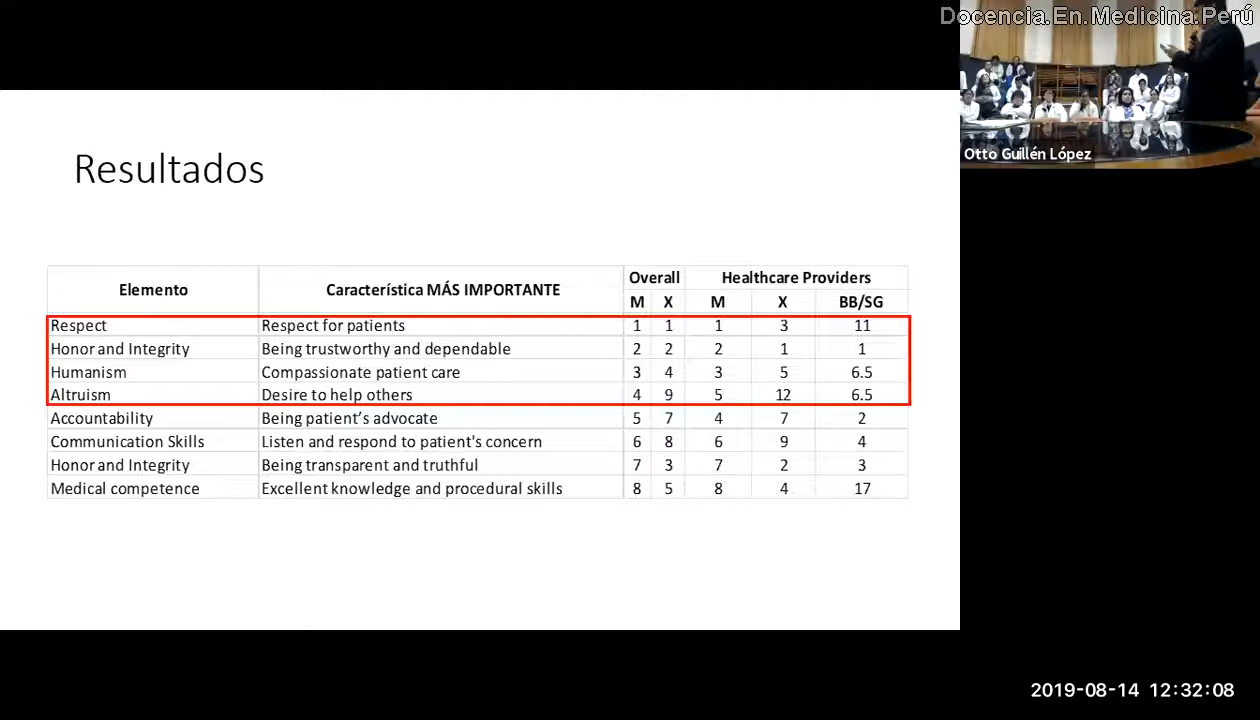 Docencia.En.Medicina.Perú
Otto Guillén López
Resultados
Elemento Característica MÁS IMPORTANTE Overall Healthcare Providers
M X M X BB/SG
Respect Respect for patients 1 1 1 3 11
Honor and Integrity Being trustworthy and dependable 2 2 2 1 1
Humanism Compassionate patient care 3 4 3 5 6.5
Altruism Desire to help others 4 9 5 12 6.5
Accountability Being patient’s advocate 5 7 4 7 2
Communication Skills Listen and respond to patient's concern 6 8 6 9 4
Honor and Integrity Being transparent and truthful 7 3 7 2 3
Medical competence Excellent knowledge and procedural skills 8 5 8 4 17
2019-08-14 12:32:08